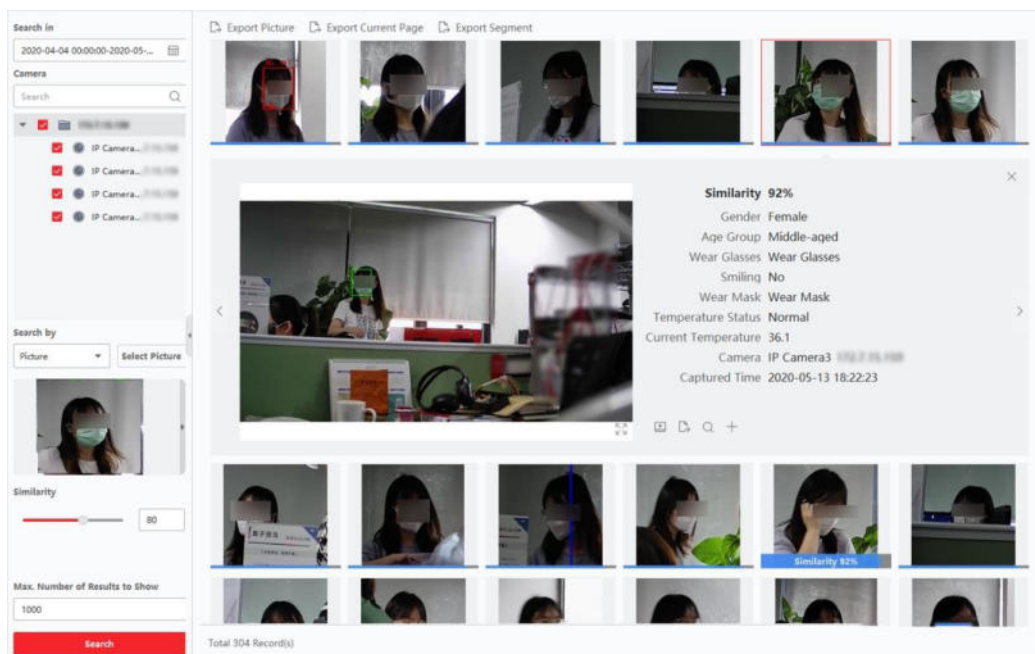 Search in
2020-04-04 00:00:00-2020-05-...
Camera
Search
IP Camera...
IP Camera...
IP Camera...
IP Camera...
Search by
Picture
Select Picture
Similarity
80
Max. Number of Results to Show
1000
Search
Export Picture Export Current Page Export Segment
Similarity 92%
Gender Female
Age Group Middle-aged
Wear Glasses Wear Glasses
Smiling No
Wear Mask Wear Mask
Temperature Status Normal
Current Temperature 36.1
Camera IP Camera3
Captured Time 2020-05-13 18:22:23
Similarity 92%
Total 304 Record(s)